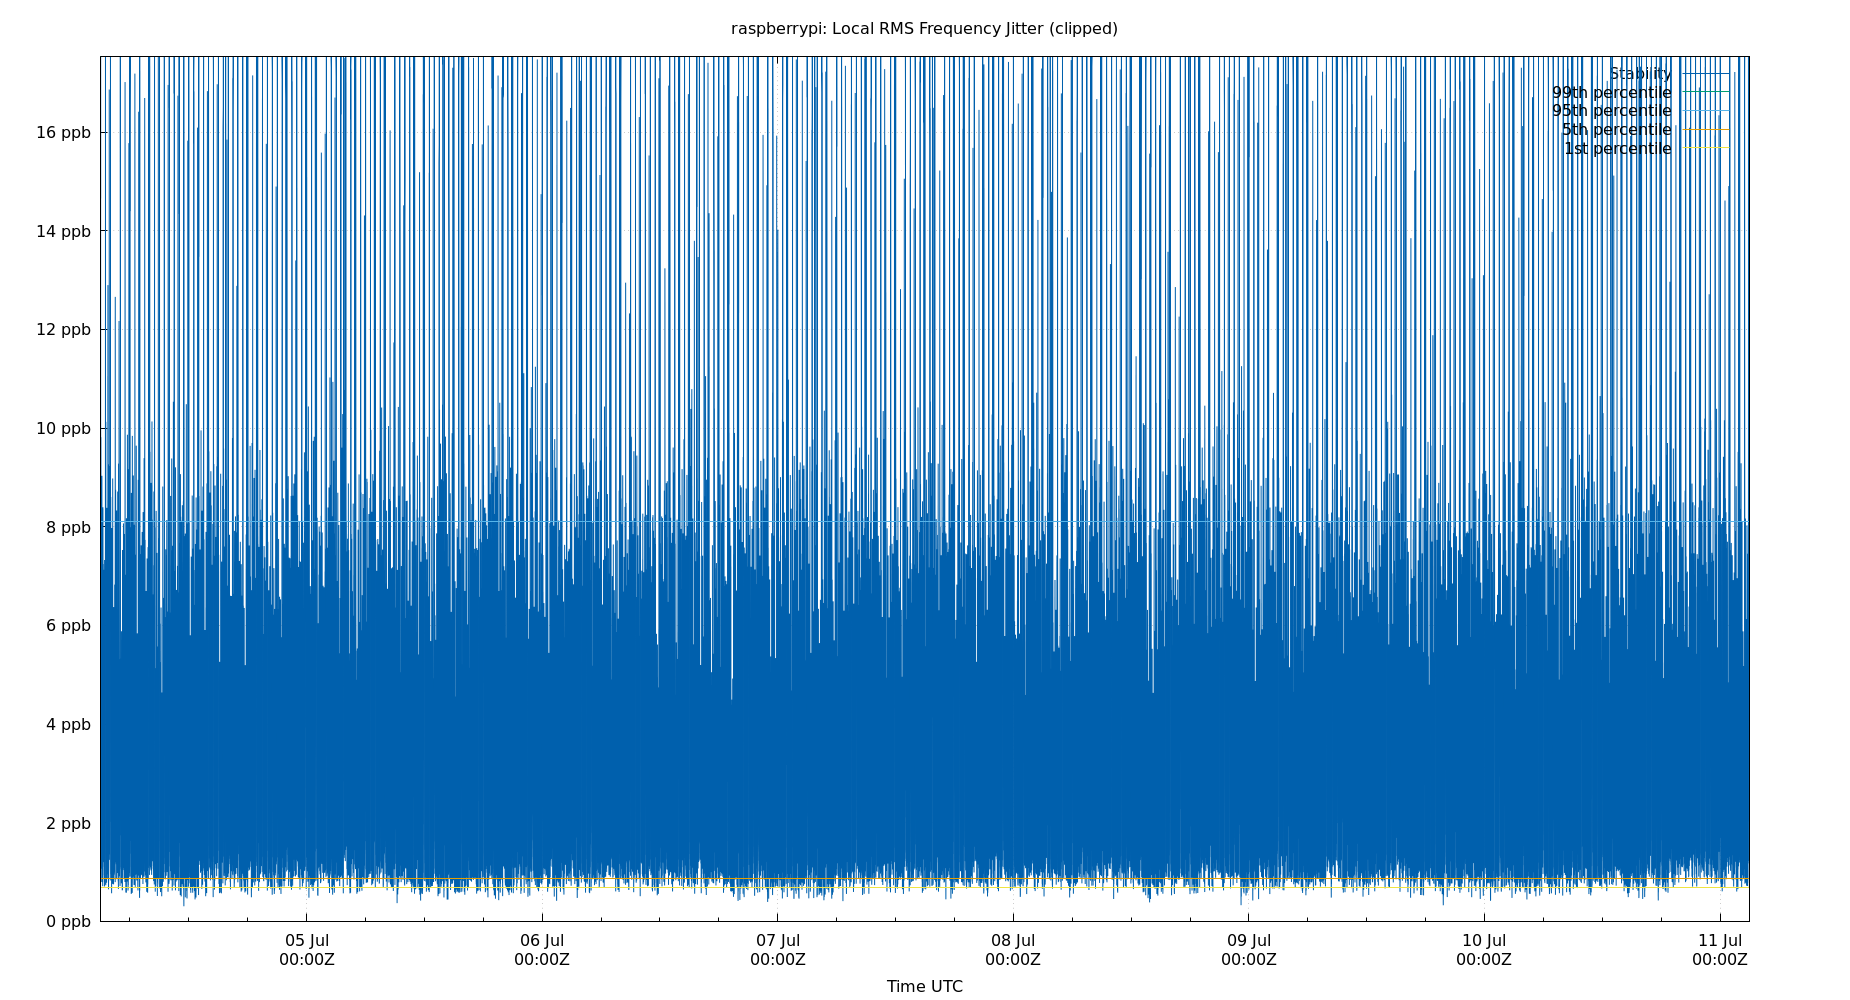 raspberrypi: Local RMS Frequency Jitter (clipped)
Stability
99th percentile
95th percentile
5th percentile
1st percentile
16 ppb
14 ppb
12 ppb
10 ppb
8 ppb
6 ppb
4 ppb
2 ppb
0 ppb
05 Jul 06 Jul 07 Jul 08 Jul 09 Jul 10 Jul 11 Jul
00:00Z 00:00Z 00:00Z 00:00Z 00:00Z 00:00Z 00:00Z
Time UTC